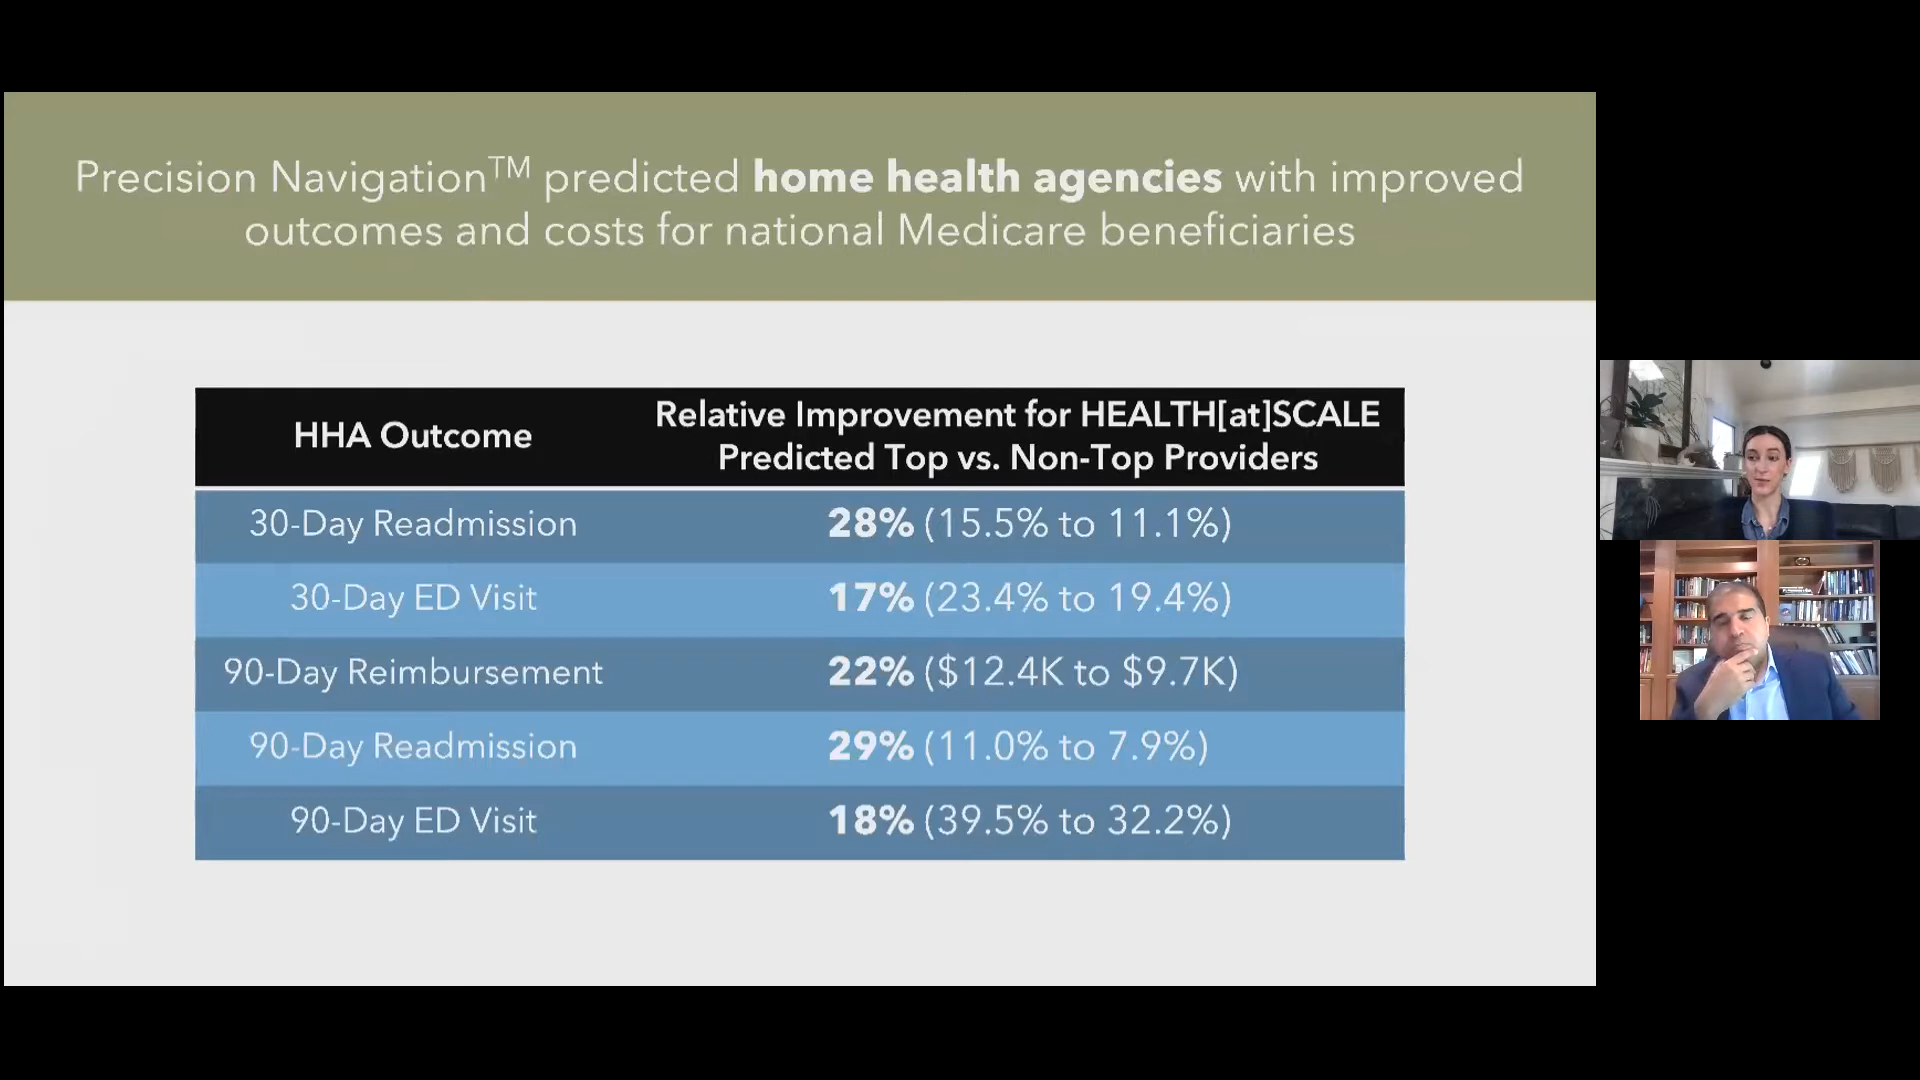 Precision Navigation™ predicted home health agencies with improved
outcomes and costs for national Medicare beneficiaries
HHA Outcome
Relative Improvement for HEALTH[at]SCALE
Predicted Top vs. Non-Top Providers
30-Day Readmission
28% (15.5% to 11.1%)
30-Day ED Visit
17% (23.4% to 19.4%)
90-Day Reimbursement
22% ($12.4K to $9.7K)
90-Day Readmission
29% (11.0% to 7.9%)
90-Day ED Visit
18% (39.5% to 32.2%)